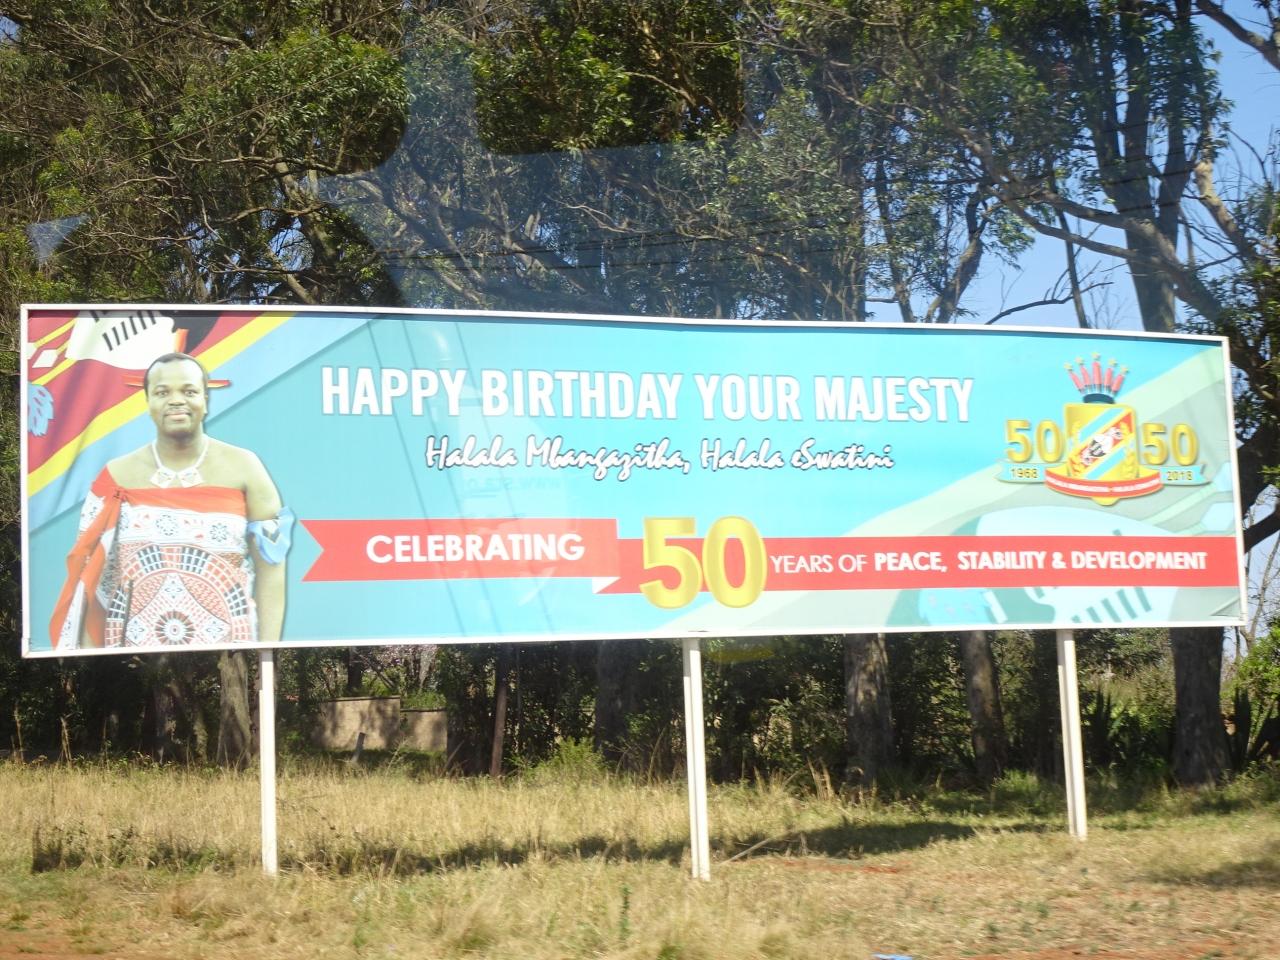 HAPPY BIRTHDAY YOUR MAJESTY
Halala Mbangazitha, Halala eSwatini
50 50
1968 2018
CELEBRATING 50 YEARS OF PEACE, STABILITY & DEVELOPMENT